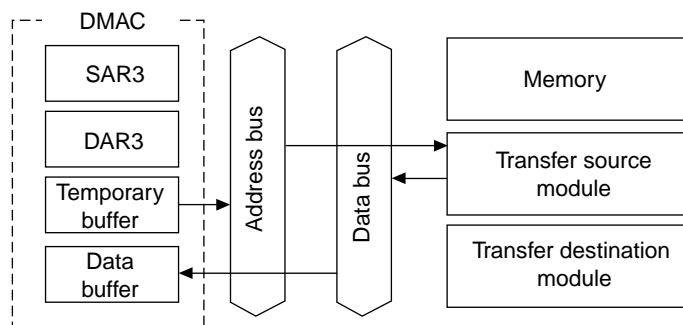 DMAC
SAR3
DAR3
Temporary
buffer
Data
buffer
Address bus
Data bus
Memory
Transfer source
module
Transfer destination
module